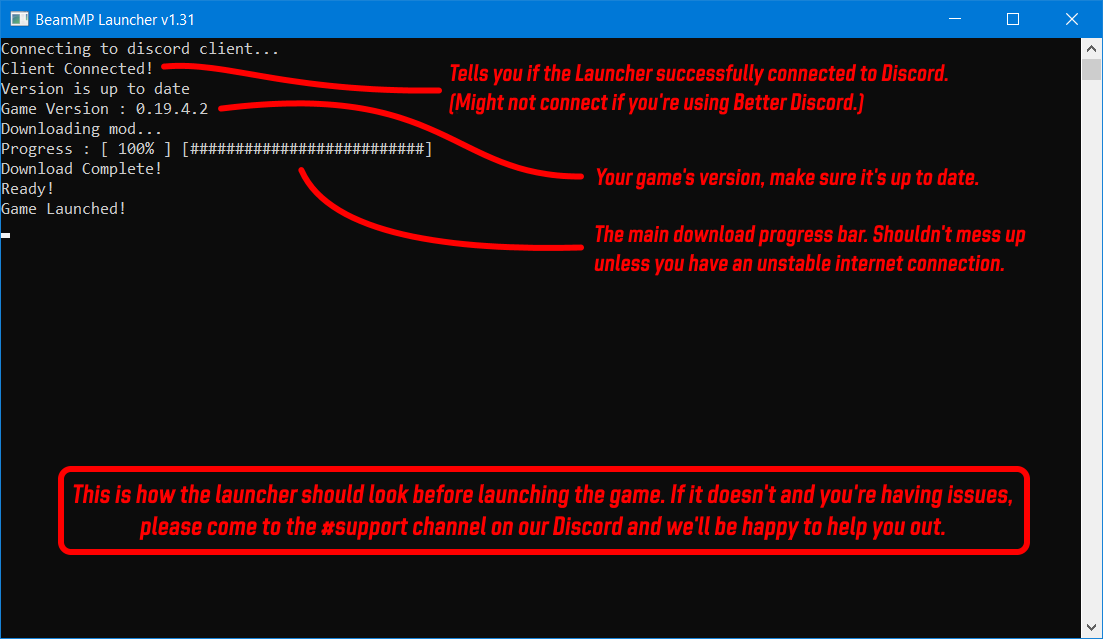 BeamMP Launcher v1.31
Connecting to discord client...
Client Connected!
Version is up to date
Game Version : 0.19.4.2
Downloading mod...
Progress : [ 100% ] [##########################]
Download Complete!
Ready!
Game Launched!
Tells you if the Launcher successfully connected to Discord.
(Might not connect if you're using Better Discord.)
Your game's version, make sure it's up to date.
The main download progress bar. Shouldn't mess up
unless you have an unstable internet connection.
This is how the launcher should look before launching the game. If it doesn't and you're having issues,
please come to the #support channel on our Discord and we'll be happy to help you out.